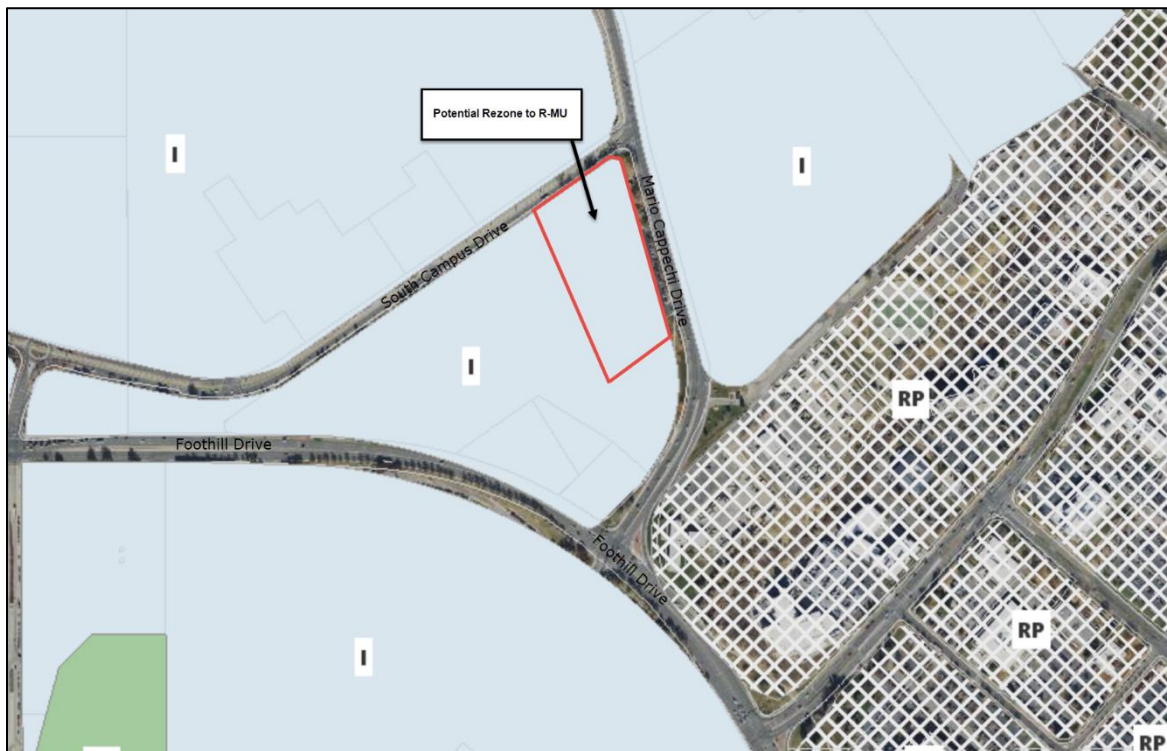 Potential Rezone to R-MU
I
I
Mario Cappechi Drive
South Campus Drive
I
RP
Foothill Drive
Foothill Drive
RP
I
RP